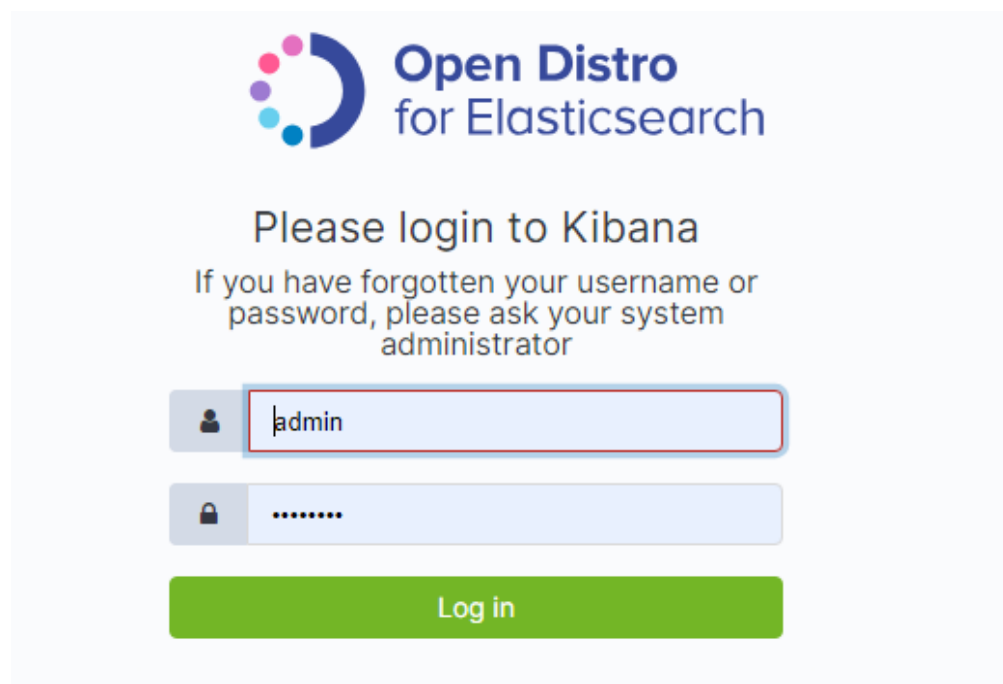 Open Distro
for Elasticsearch
Please login to Kibana
If you have forgotten your username or
password, please ask your system
administrator
admin
••••••••
Log in